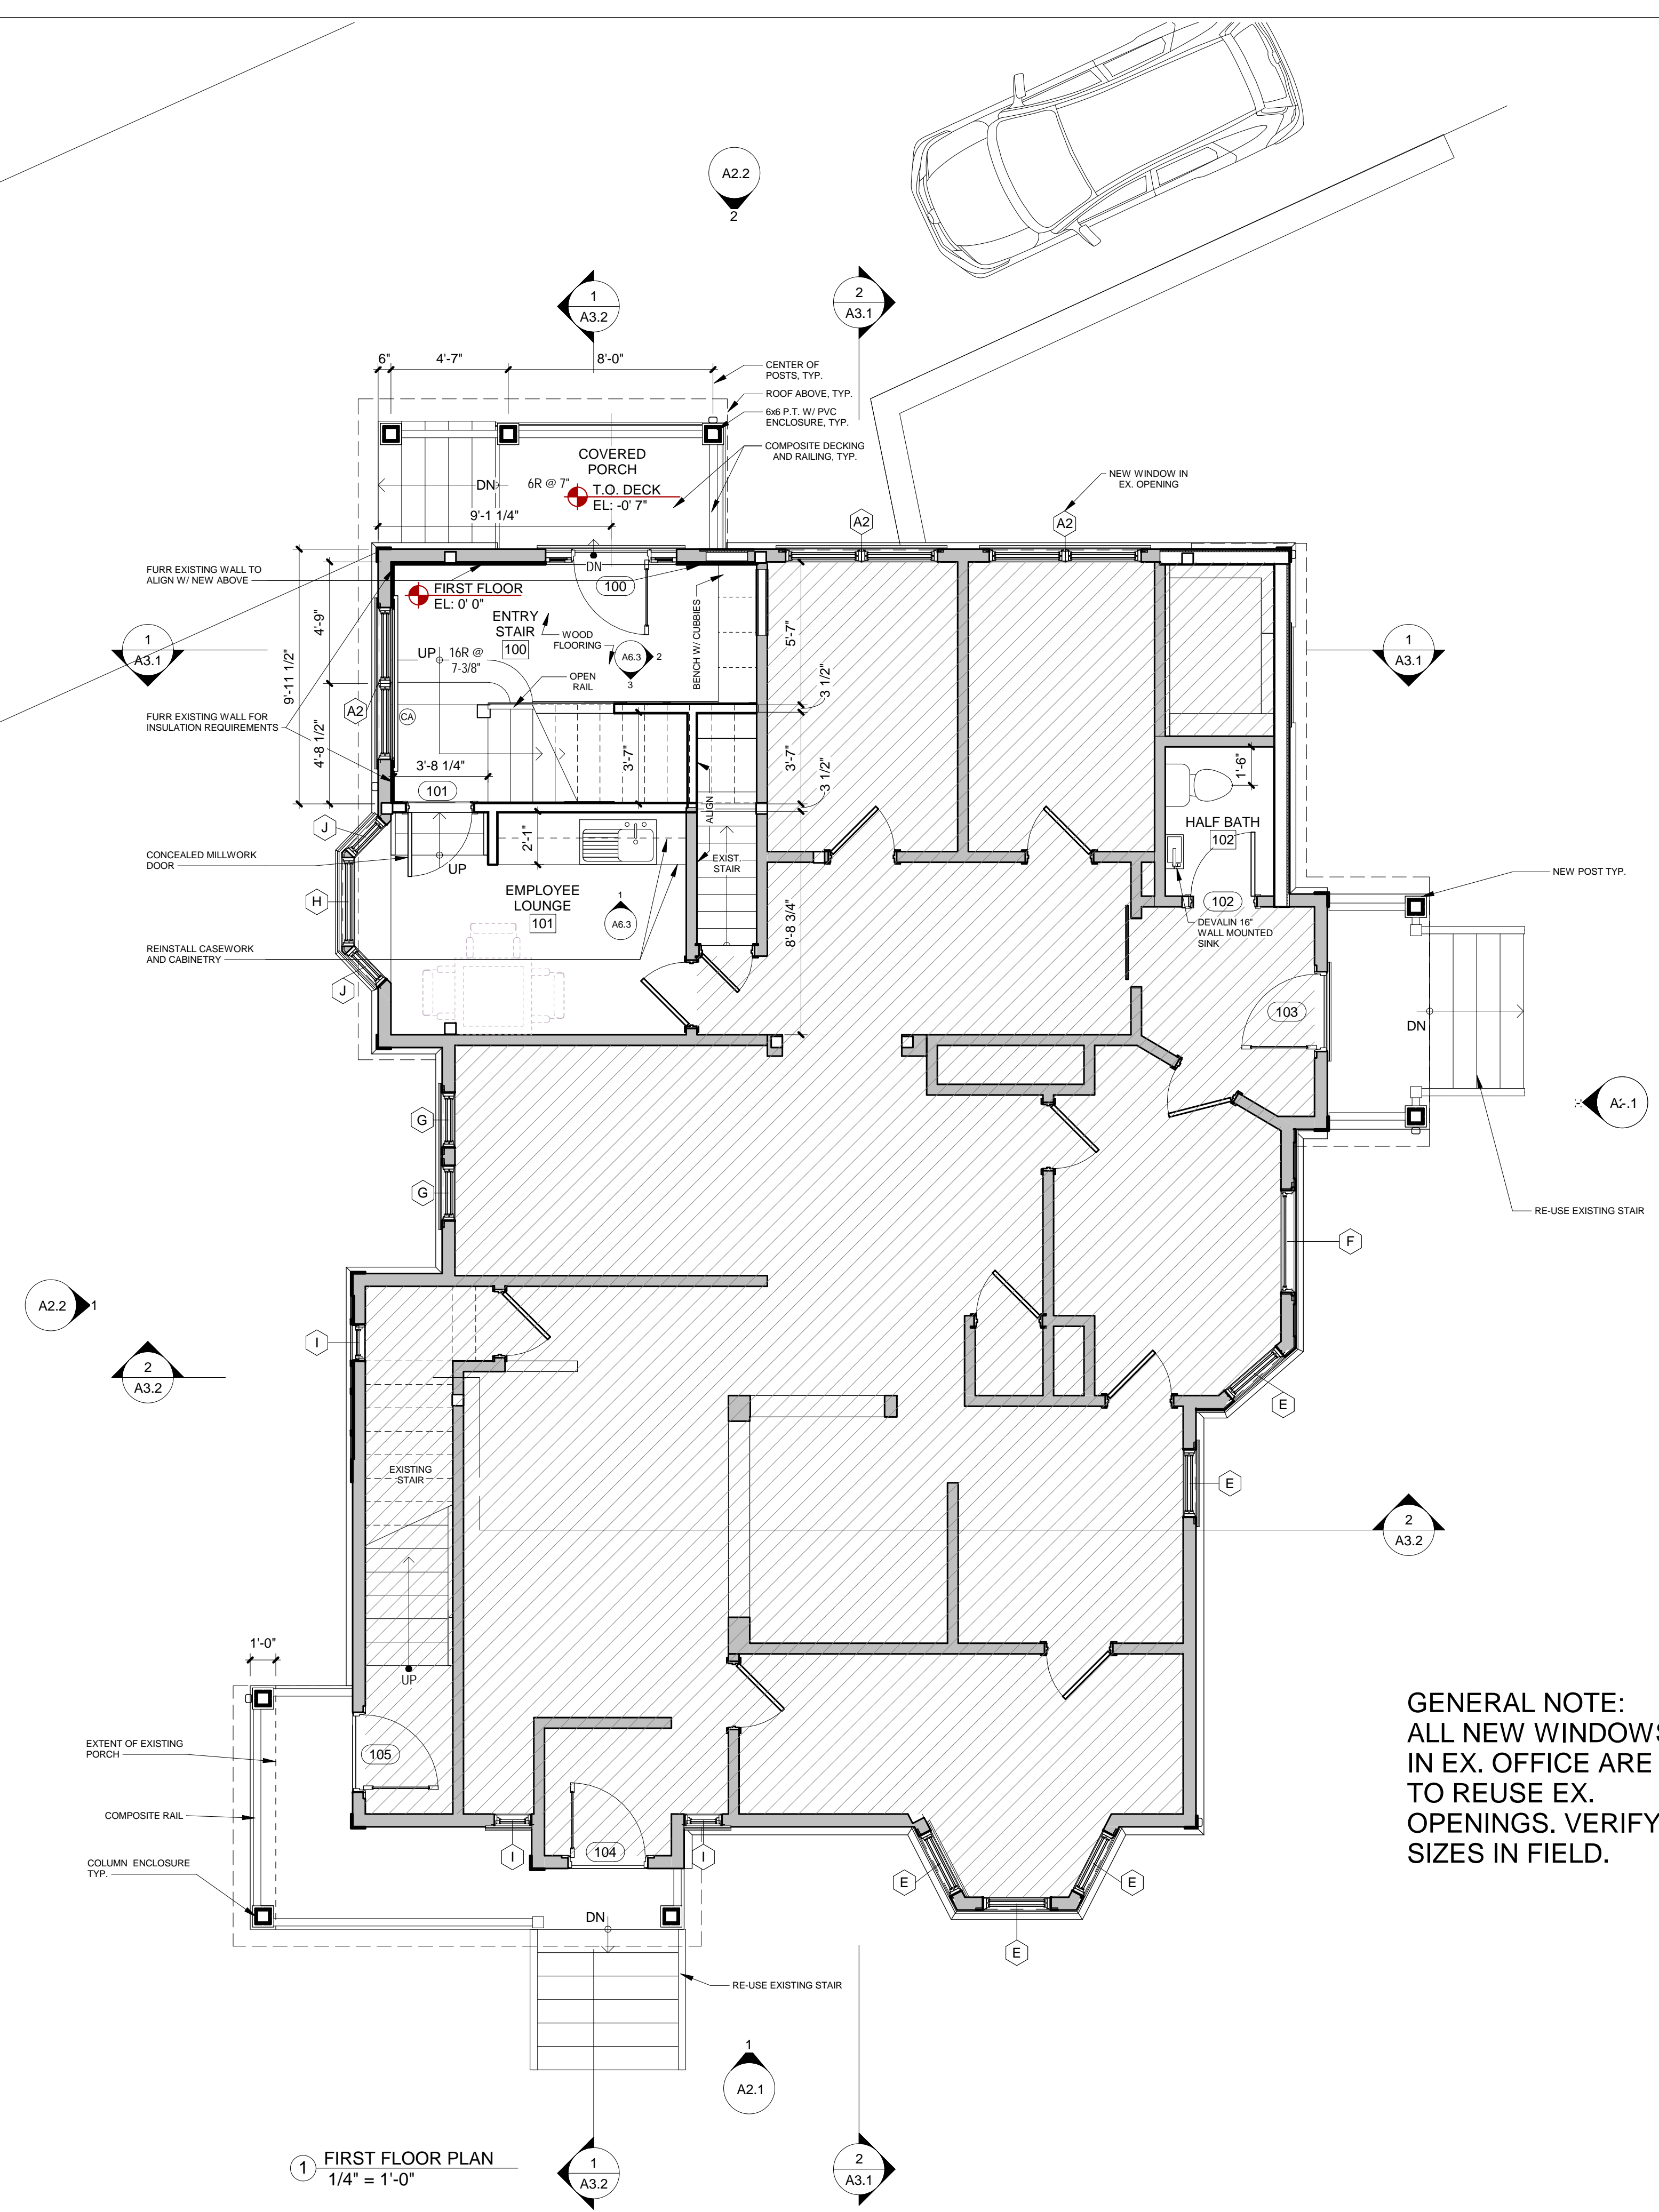 A2.2
2
1
A3.2
2
A3.1
6"
4'-7"
8'-0"
CENTER OF
POSTS, TYP.
ROOF ABOVE, TYP.
6x6 P.T. W/ PVC
ENCLOSURE, TYP.
COMPOSITE DECKING
AND RAILING, TYP.
COVERED
PORCH
DN
6R @ 7"
T.O. DECK
EL: -0' 7"
9'-1 1/4"
NEW WINDOW IN
EX. OPENING
A2
A2
FURR EXISTING WALL TO
ALIGN W/ NEW ABOVE
DN
100
FIRST FLOOR
EL: 0' 0"
ENTRY
STAIR
100
WOOD
FLOORING
BENCH W/ CUBBIES
4'-9"
9'-11 1/2"
4'-8 1/2"
5'-7"
3 1/2"
1
A3.1
1
A3.1
UP
16R @
7-3/8"
A6.3
2
3
OPEN
RAIL
A2
CA
FURR EXISTING WALL FOR
INSULATION REQUIREMENTS
3'-8 1/4"
3'-7"
3'-7"
3 1/2"
1'-6"
101
ALIGN
J
2'-1"
HALF BATH
102
CONCEALED MILLWORK
DOOR
UP
EXIST.
STAIR
NEW POST TYP.
H
EMPLOYEE
LOUNGE
101
1
A6.3
8'-8 3/4"
102
DEVALIN 16"
WALL MOUNTED
SINK
REINSTALL CASEWORK
AND CABINETRY
J
103
DN
G
G
RE-USE EXISTING STAIR
F
A2.2
1
I
2
A3.2
E
EXISTING
STAIR
E
2
A3.2
1'-0"
UP
GENERAL NOTE:
ALL NEW WINDOWS
IN EX. OFFICE ARE
TO REUSE EX.
OPENINGS. VERIFY
SIZES IN FIELD.
EXTENT OF EXISTING
PORCH
105
COMPOSITE RAIL
COLUMN ENCLOSURE
TYP.
I
104
I
E
E
E
DN
RE-USE EXISTING STAIR
1
A2.1
1
FIRST FLOOR PLAN
1/4" = 1'-0"
1
A3.2
2
A3.1